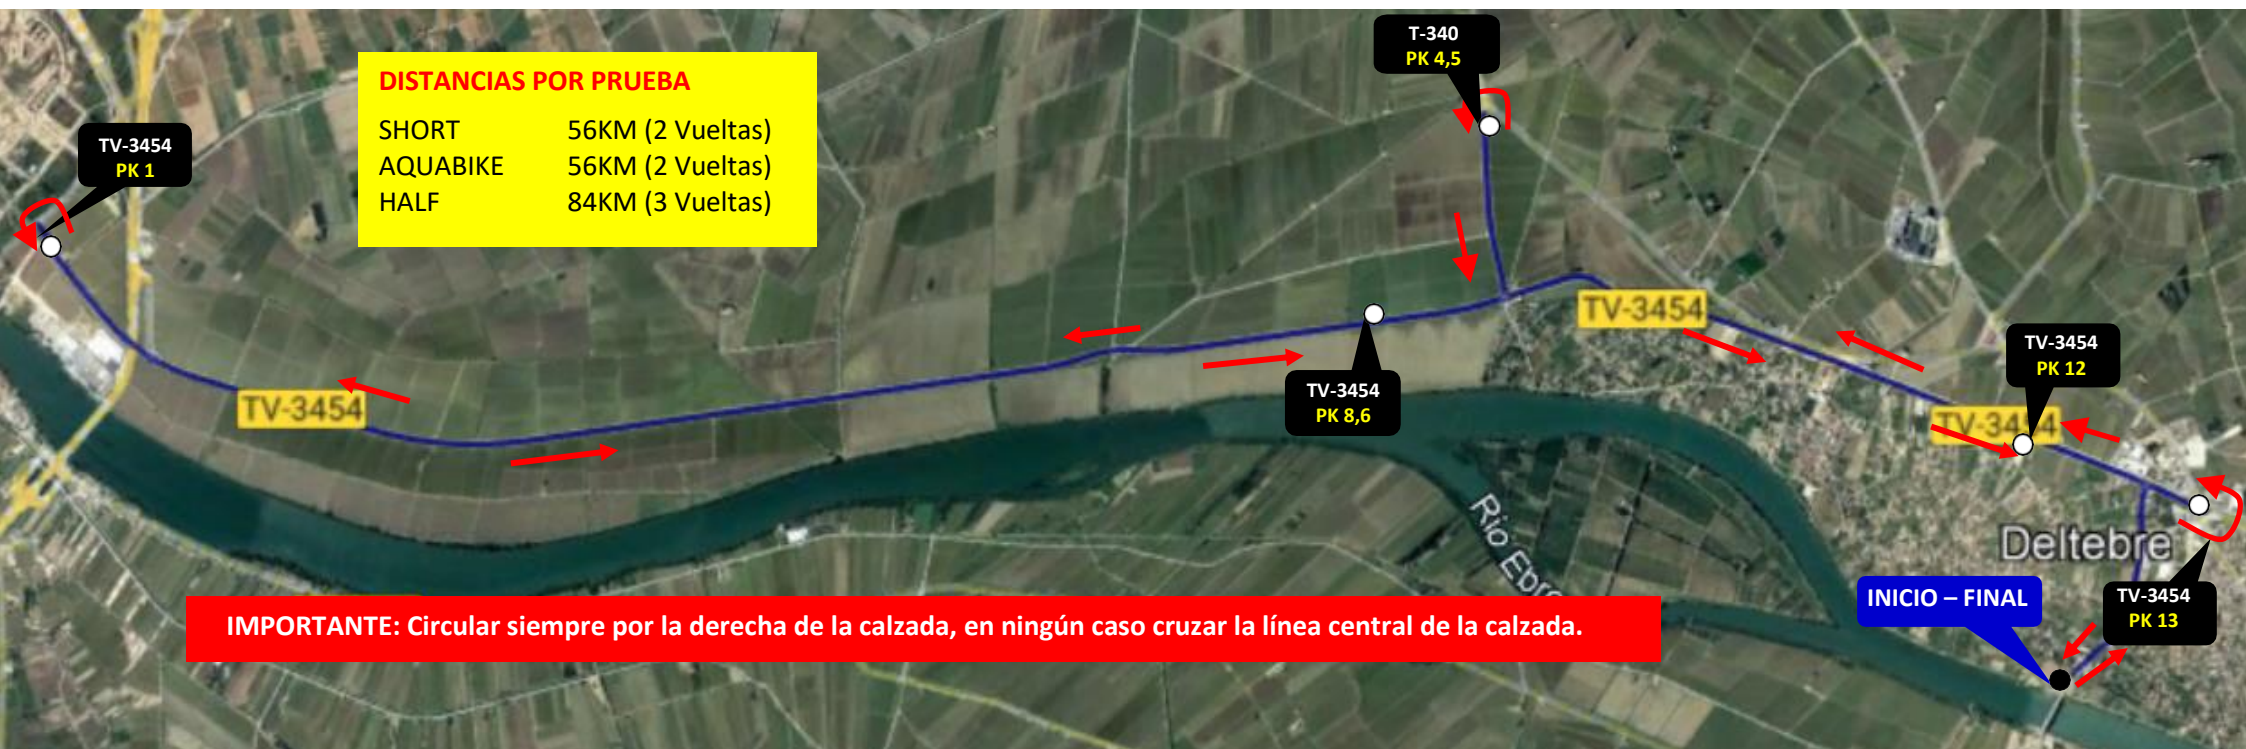 T-340
PK 4,5
DISTANCIAS POR PRUEBA
SHORT 56KM (2 Vueltas)
AQUABIKE 56KM (2 Vueltas)
HALF 84KM (3 Vueltas)
TV-3454
PK 1
TV-3454
TV-3454
PK 12
TV-3454
PK 8,6
TV-3454
TV-3454
Río Ebro
Deltebre
INICIO – FINAL
TV-3454
PK 13
IMPORTANTE: Circular siempre por la derecha de la calzada, en ningún caso cruzar la línea central de la calzada.